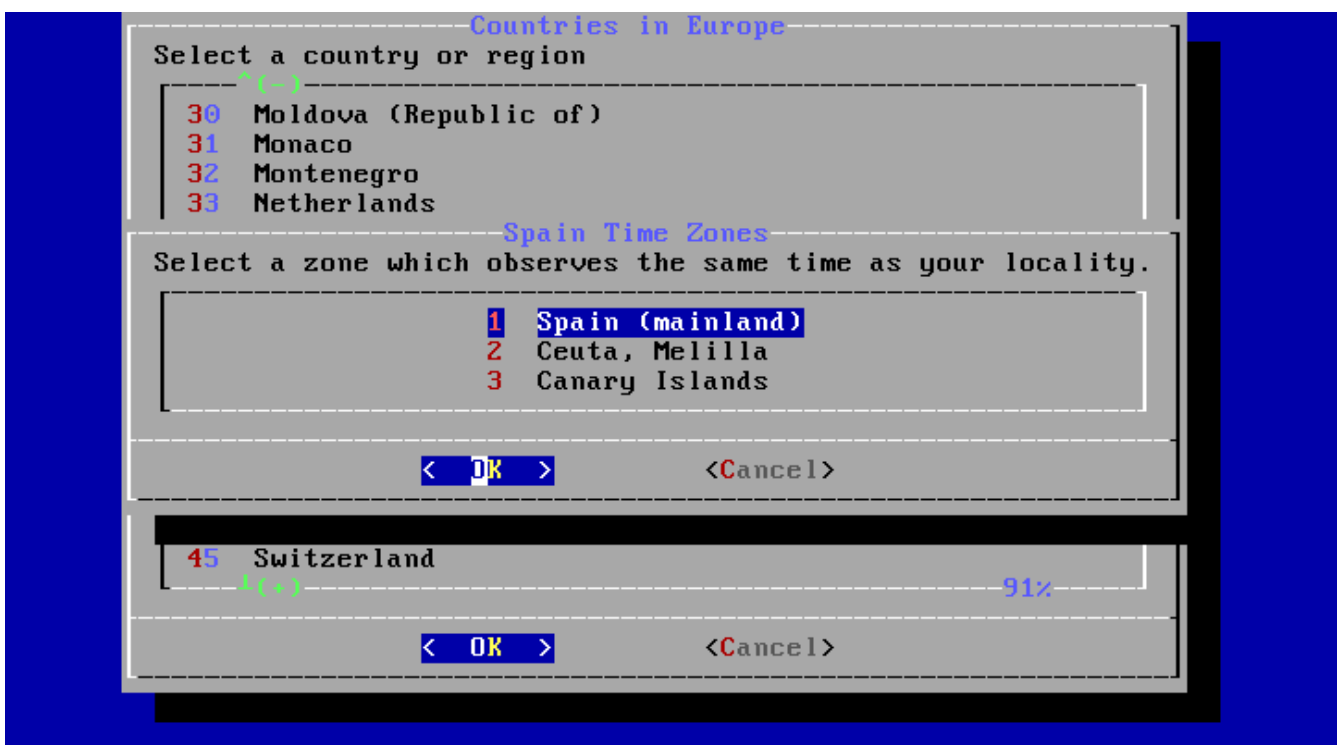 Countries in Europe
Select a country or region
^(-)
30 Moldova (Republic of)
31 Monaco
32 Montenegro
33 Netherlands
Spain Time Zones
Select a zone which observes the same time as your locality.
1 Spain (mainland)
2 Ceuta, Melilla
3 Canary Islands
< OK > <Cancel>
45 Switzerland
┴(+) 91%
< OK > <Cancel>